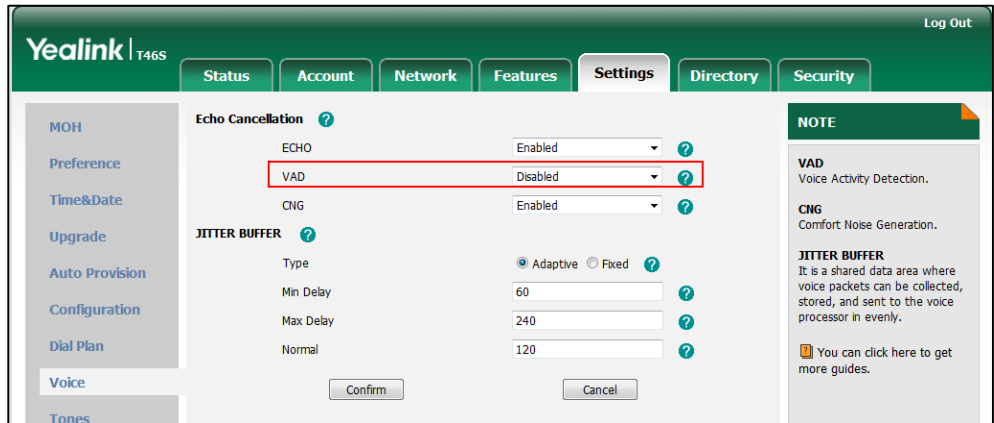 Log Out
Yealink | T46S
Status Account Network Features Settings Directory Security
MOH
Preference
Time&Date
Upgrade
Auto Provision
Configuration
Dial Plan
Voice
Tones
Echo Cancellation ?
ECHO Enabled ?
VAD Disabled ?
CNG Enabled ?
JITTER BUFFER ?
Type Adaptive Fixed ?
Min Delay 60 ?
Max Delay 240 ?
Normal 120 ?
Confirm Cancel
NOTE
VAD
Voice Activity Detection.
CNG
Comfort Noise Generation.
JITTER BUFFER
It is a shared data area where
voice packets can be collected,
stored, and sent to the voice
processor in evenly.
? You can click here to get
more guides.